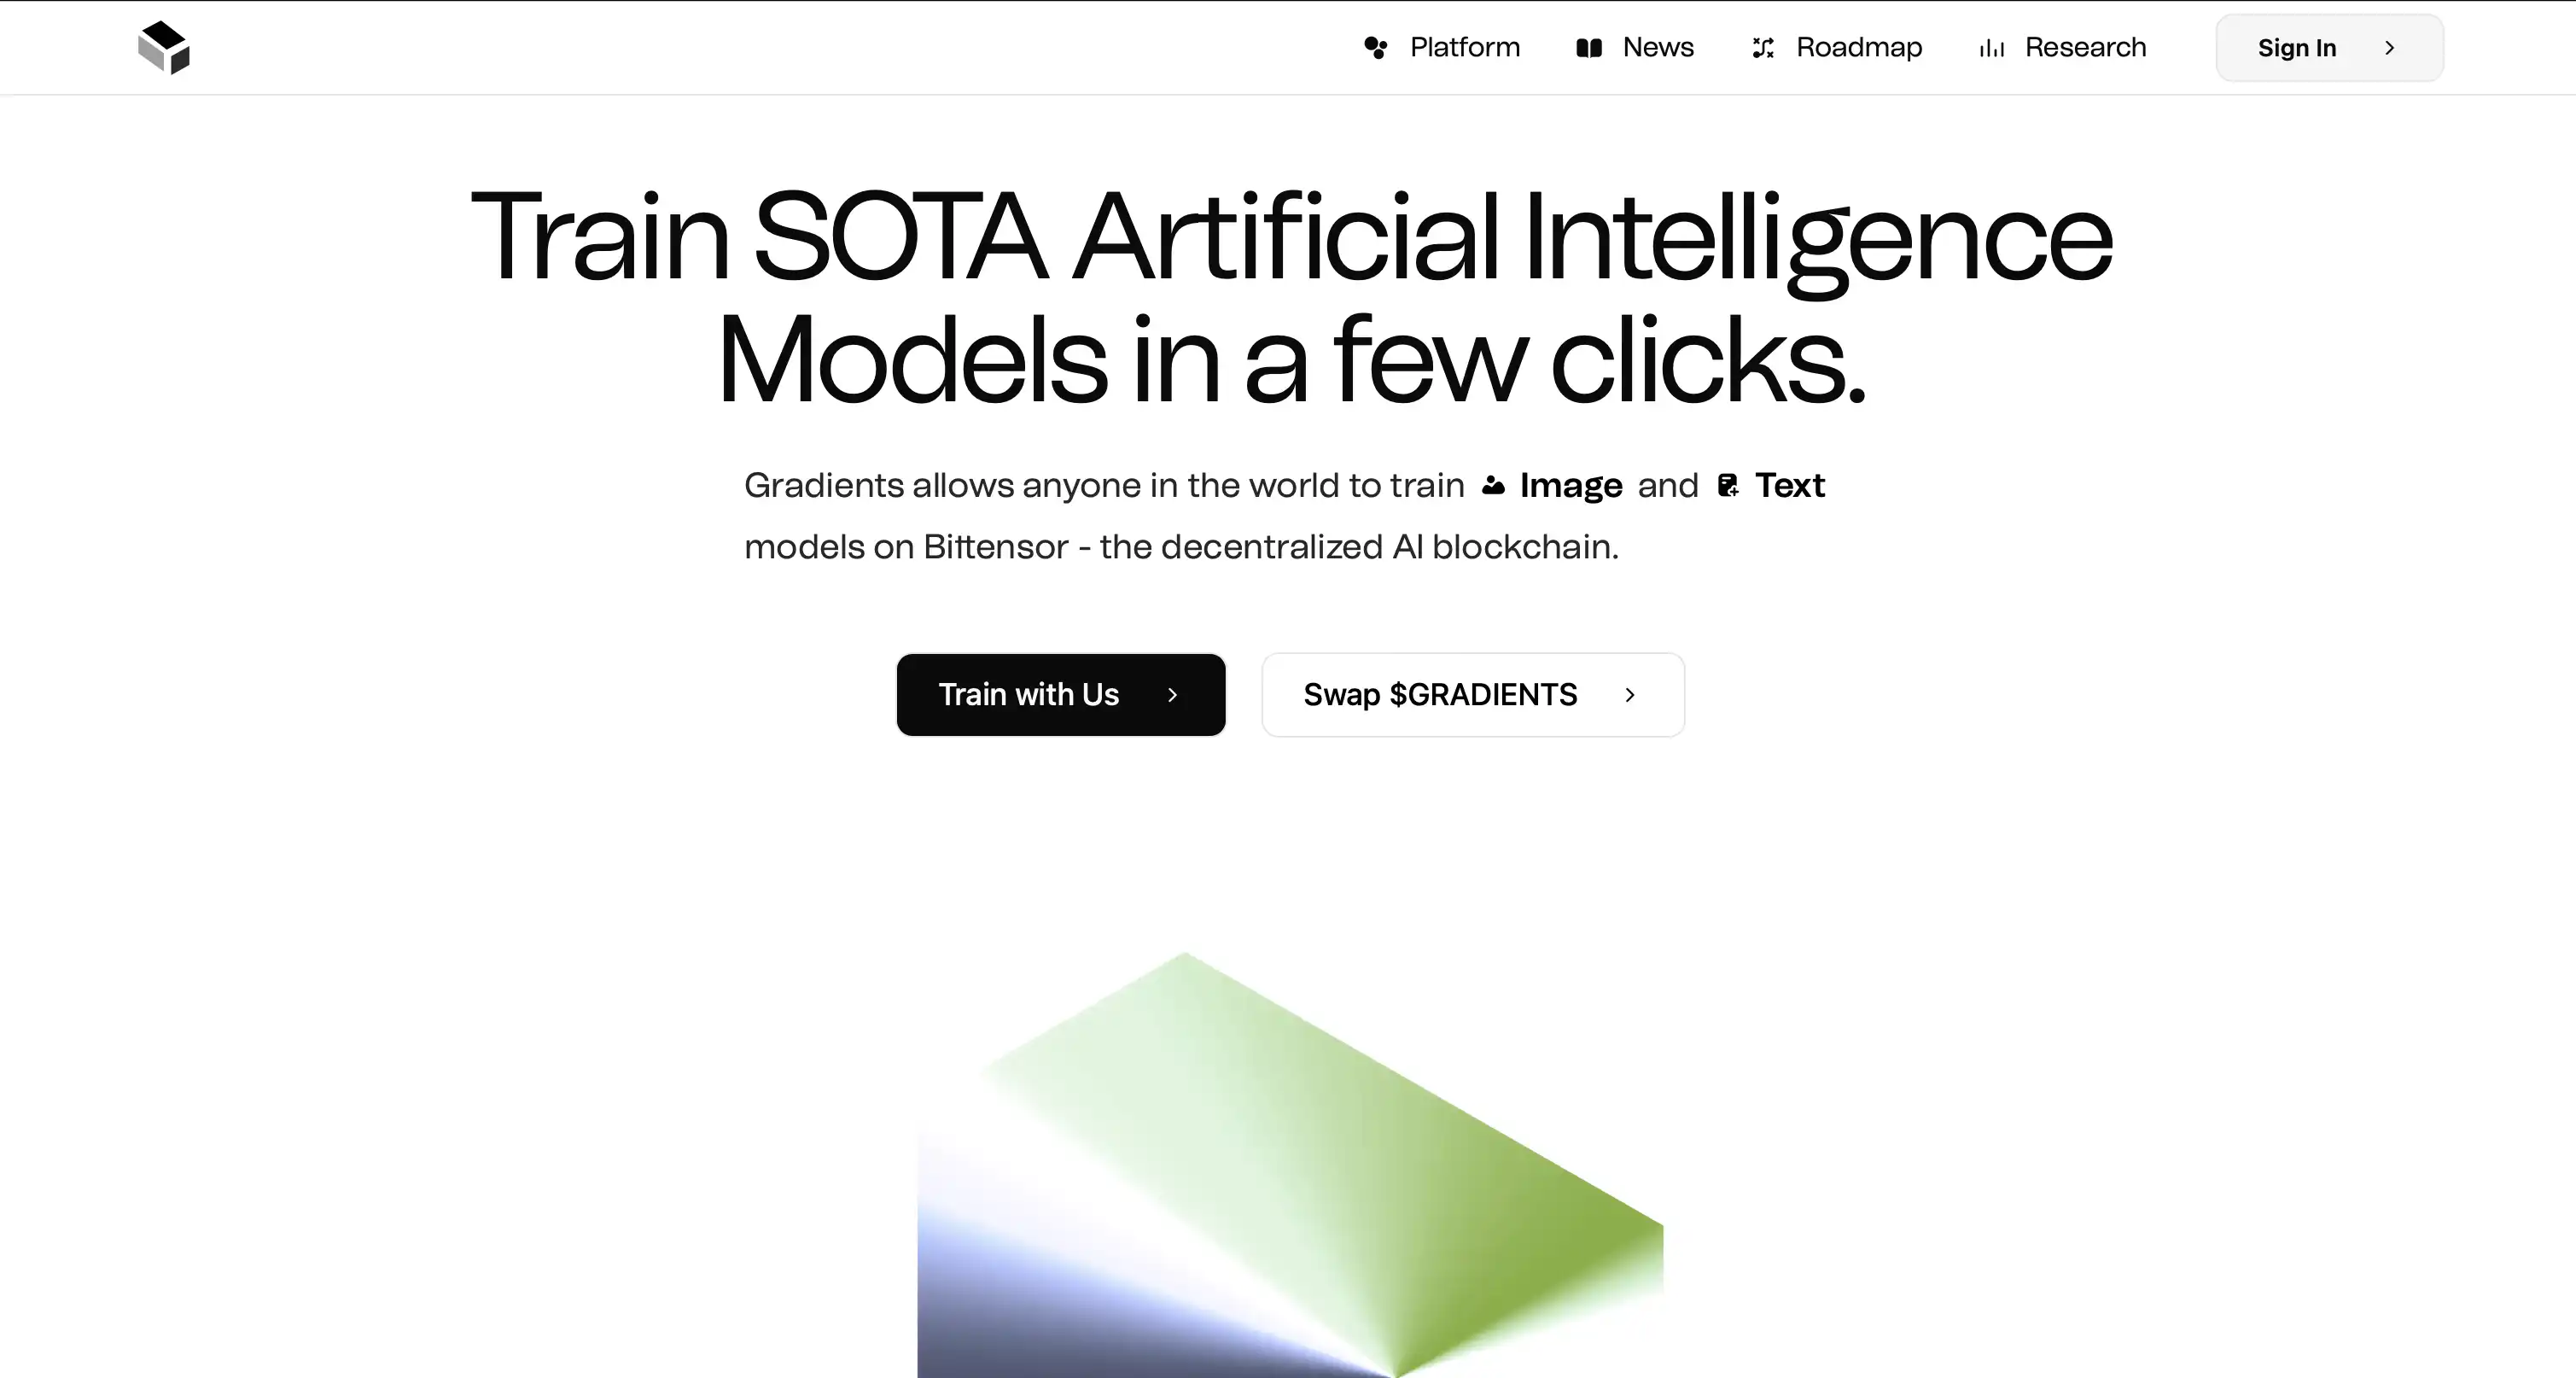 Platform
News
Roadmap
Research
Sign In
Train SOTA Artificial Intelligence
Models in a few clicks.
Gradients allows anyone in the world to train Image and Text
models on Bittensor - the decentralized AI blockchain.
Train with Us
Swap $GRADIENTS